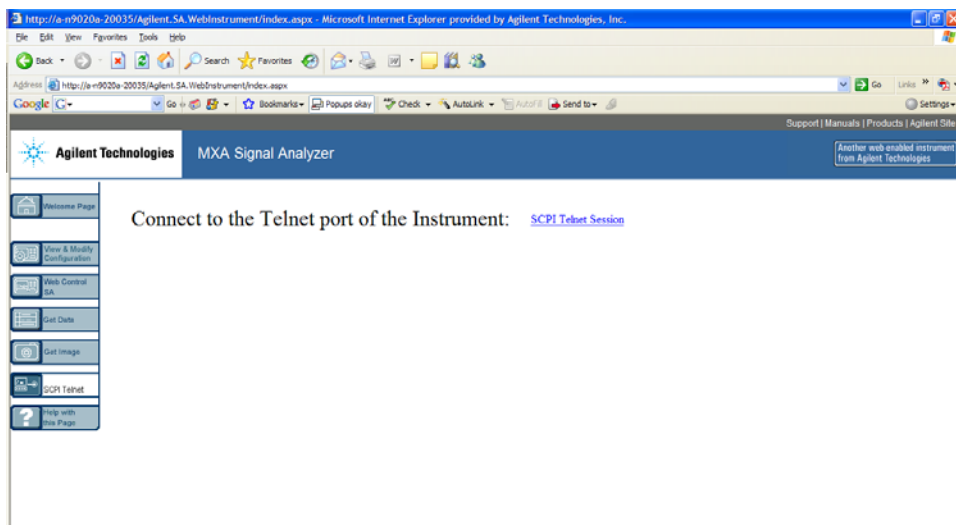 http://a-n9020a-20035/Agilent.SA.WebInstrument/index.aspx - Microsoft Internet Explorer provided by Agilent Technologies, Inc.
File Edit View Favorites Tools Help
Back Search Favorites
Address http://a-n9020a-20035/Agilent.SA.WebInstrument/index.aspx Go Links »
Google G Go Bookmarks Popups okay Check AutoLink AutoFill Send to Settings
Support | Manuals | Products | Agilent Site
Agilent Technologies MXA Signal Analyzer
Another web enabled instrument
from Agilent Technologies
Welcome Page
Connect to the Telnet port of the Instrument: SCPI Telnet Session
View & Modify
Configuration
Web Control
SA
Get Data
Get Image
SCPI Telnet
Help with
this Page